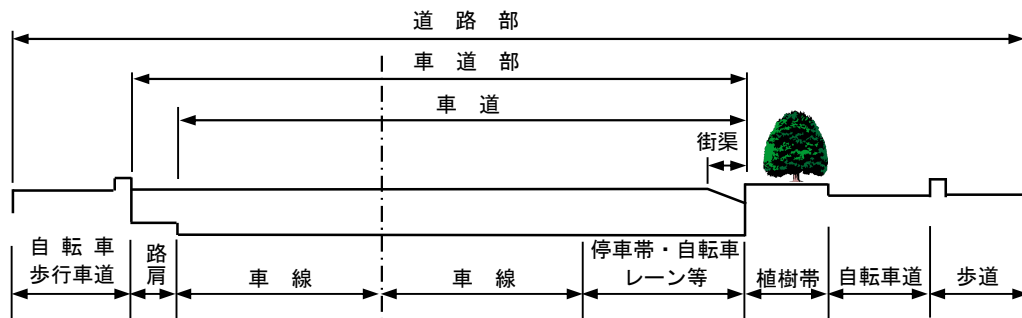 道路部
車道部
車道
街渠
自転車
歩行車道
路
肩
車線
車線
停車帯・自転車
レーン等
植樹帯
自転車道
歩道